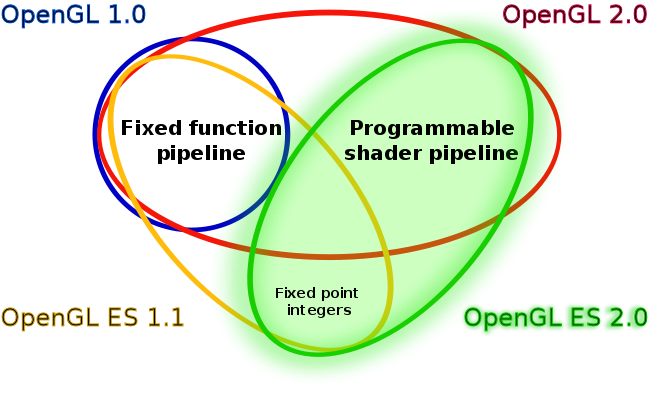 OpenGL 1.0
OpenGL 2.0
Fixed function
pipeline
Programmable
shader pipeline
Fixed point
integers
OpenGL ES 1.1
OpenGL ES 2.0